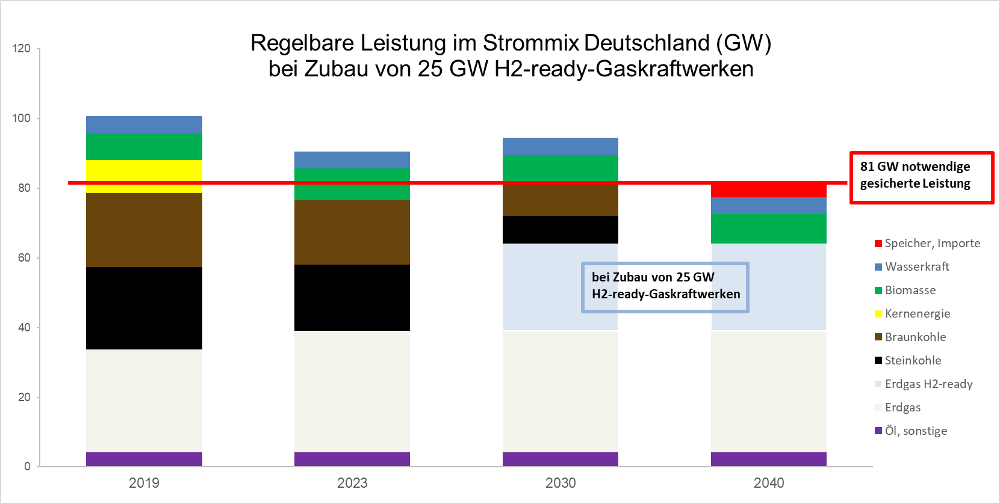 Regelbare Leistung im Strommix Deutschland (GW)
bei Zubau von 25 GW H2-ready-Gaskraftwerken
120
100
80
60
40
20
0
2019
2023
2030
2040
81 GW notwendige
gesicherte Leistung
bei Zubau von 25 GW
H2-ready-Gaskraftwerken
Speicher, Importe
Wasserkraft
Biomasse
Kernenergie
Braunkohle
Steinkohle
Erdgas H2-ready
Erdgas
Öl, sonstige